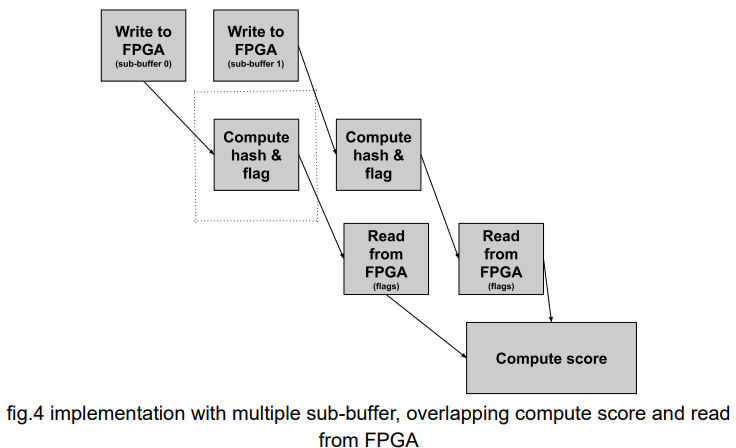 Write to
FPGA
(sub-buffer 0)
Write to
FPGA
(sub-buffer 1)
Compute
hash &
flag
Compute
hash &
flag
Read
from
FPGA
(flags)
Read
from
FPGA
(flags)
Compute score
fig.4 implementation with multiple sub-buffer, overlapping compute score and read
from FPGA